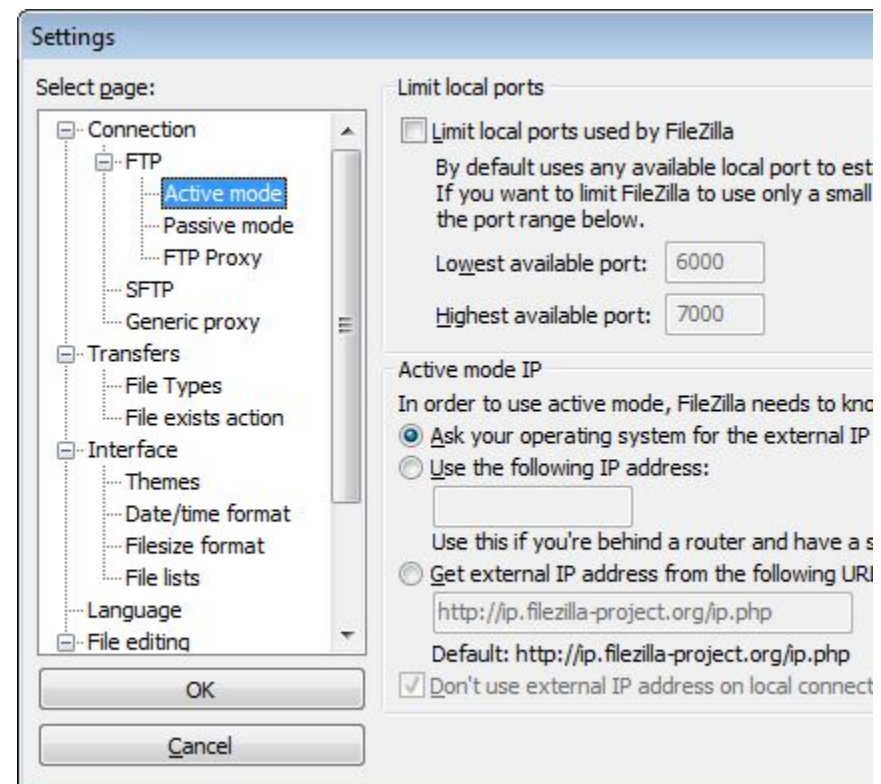 Settings
Select page:
Connection
FTP
Active mode
Passive mode
FTP Proxy
SFTP
Generic proxy
Transfers
File Types
File exists action
Interface
Themes
Date/time format
Filesize format
File lists
Language
File editing
OK
Cancel
Limit local ports
Limit local ports used by FileZilla
By default uses any available local port to est
If you want to limit FileZilla to use only a small
the port range below.
Lowest available port: 6000
Highest available port: 7000
Active mode IP
In order to use active mode, FileZilla needs to kno
Ask your operating system for the external IP
Use the following IP address:
Use this if you're behind a router and have a s
Get external IP address from the following URL
http://ip.filezilla-project.org/ip.php
Default: http://ip.filezilla-project.org/ip.php
Don't use external IP address on local connect